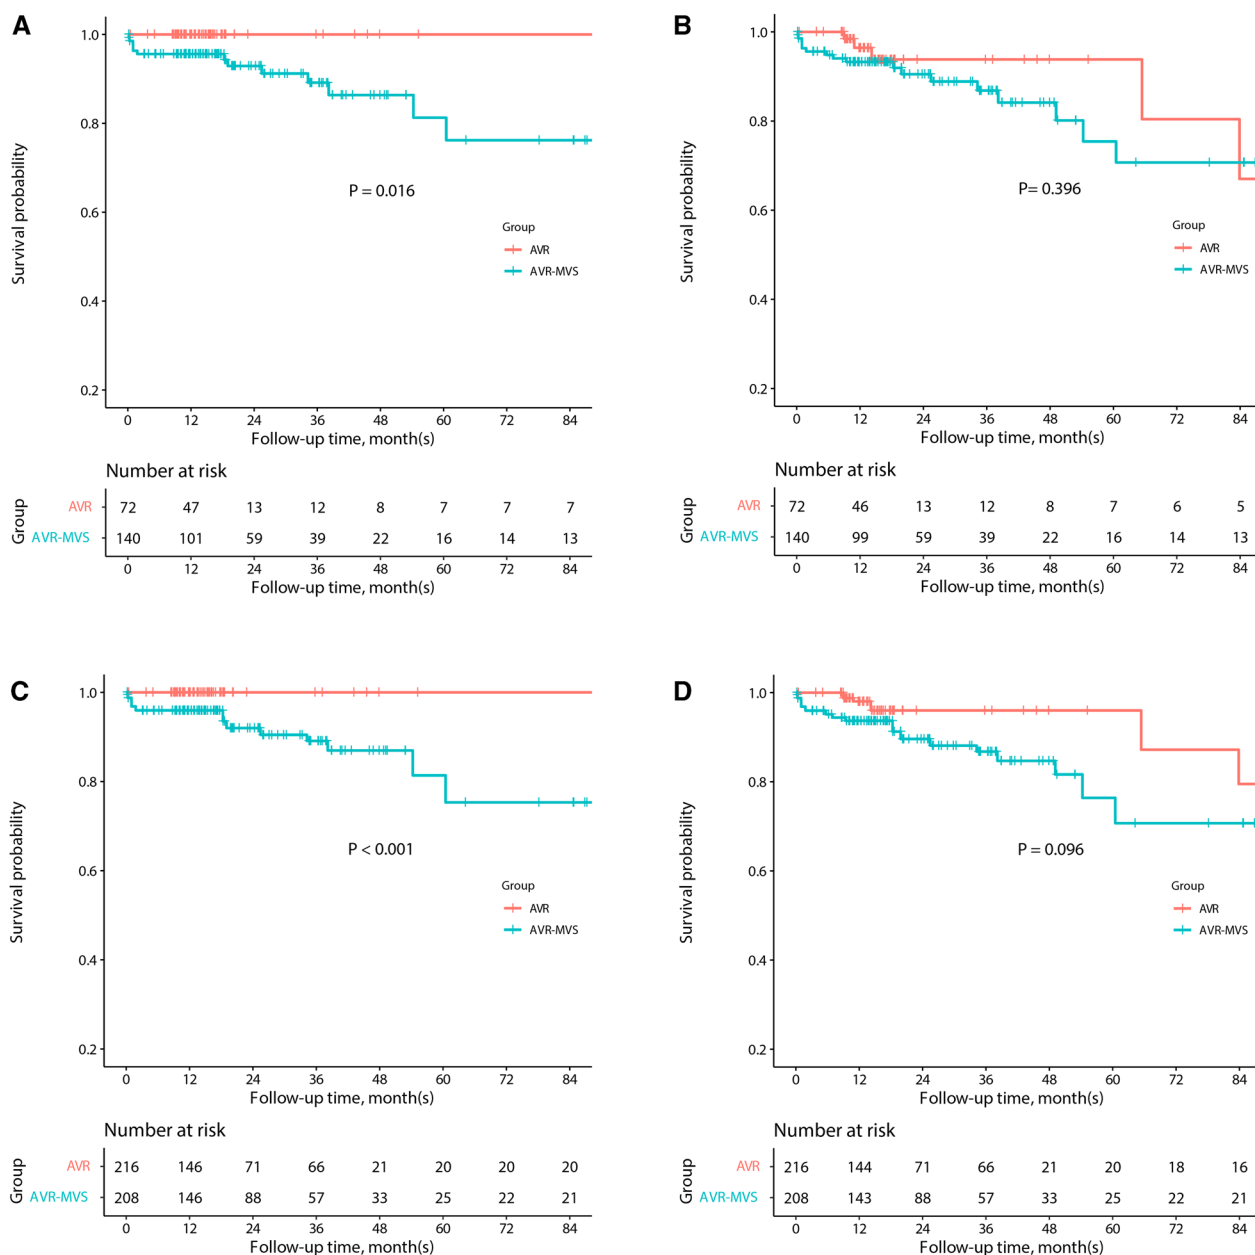 A
Survival probability
1.0
0.8
0.6
0.4
0.2
P = 0.016
Group
AVR
AVR-MVS
0 12 24 36 48 60 72 84
Follow-up time, month(s)
Number at risk
Group
AVR 72 47 13 12 8 7 7 7
AVR-MVS 140 101 59 39 22 16 14 13
0 12 24 36 48 60 72 84
Follow-up time, month(s)
B
Survival probability
1.0
0.8
0.6
0.4
0.2
P= 0.396
Group
AVR
AVR-MVS
0 12 24 36 48 60 72 84
Follow-up time, month(s)
Number at risk
Group
AVR 72 46 13 12 8 7 6 5
AVR-MVS 140 99 59 39 22 16 14 13
0 12 24 36 48 60 72 84
Follow-up time, month(s)
C
Survival probability
1.0
0.8
0.6
0.4
0.2
P < 0.001
Group
AVR
AVR-MVS
0 12 24 36 48 60 72 84
Follow-up time, month(s)
Number at risk
Group
AVR 216 146 71 66 21 20 20 20
AVR-MVS 208 146 88 57 33 25 22 21
0 12 24 36 48 60 72 84
Follow-up time, month(s)
D
Survival probability
1.0
0.8
0.6
0.4
0.2
P = 0.096
Group
AVR
AVR-MVS
0 12 24 36 48 60 72 84
Follow-up time, month(s)
Number at risk
Group
AVR 216 144 71 66 21 20 18 16
AVR-MVS 208 143 88 57 33 25 22 21
0 12 24 36 48 60 72 84
Follow-up time, month(s)